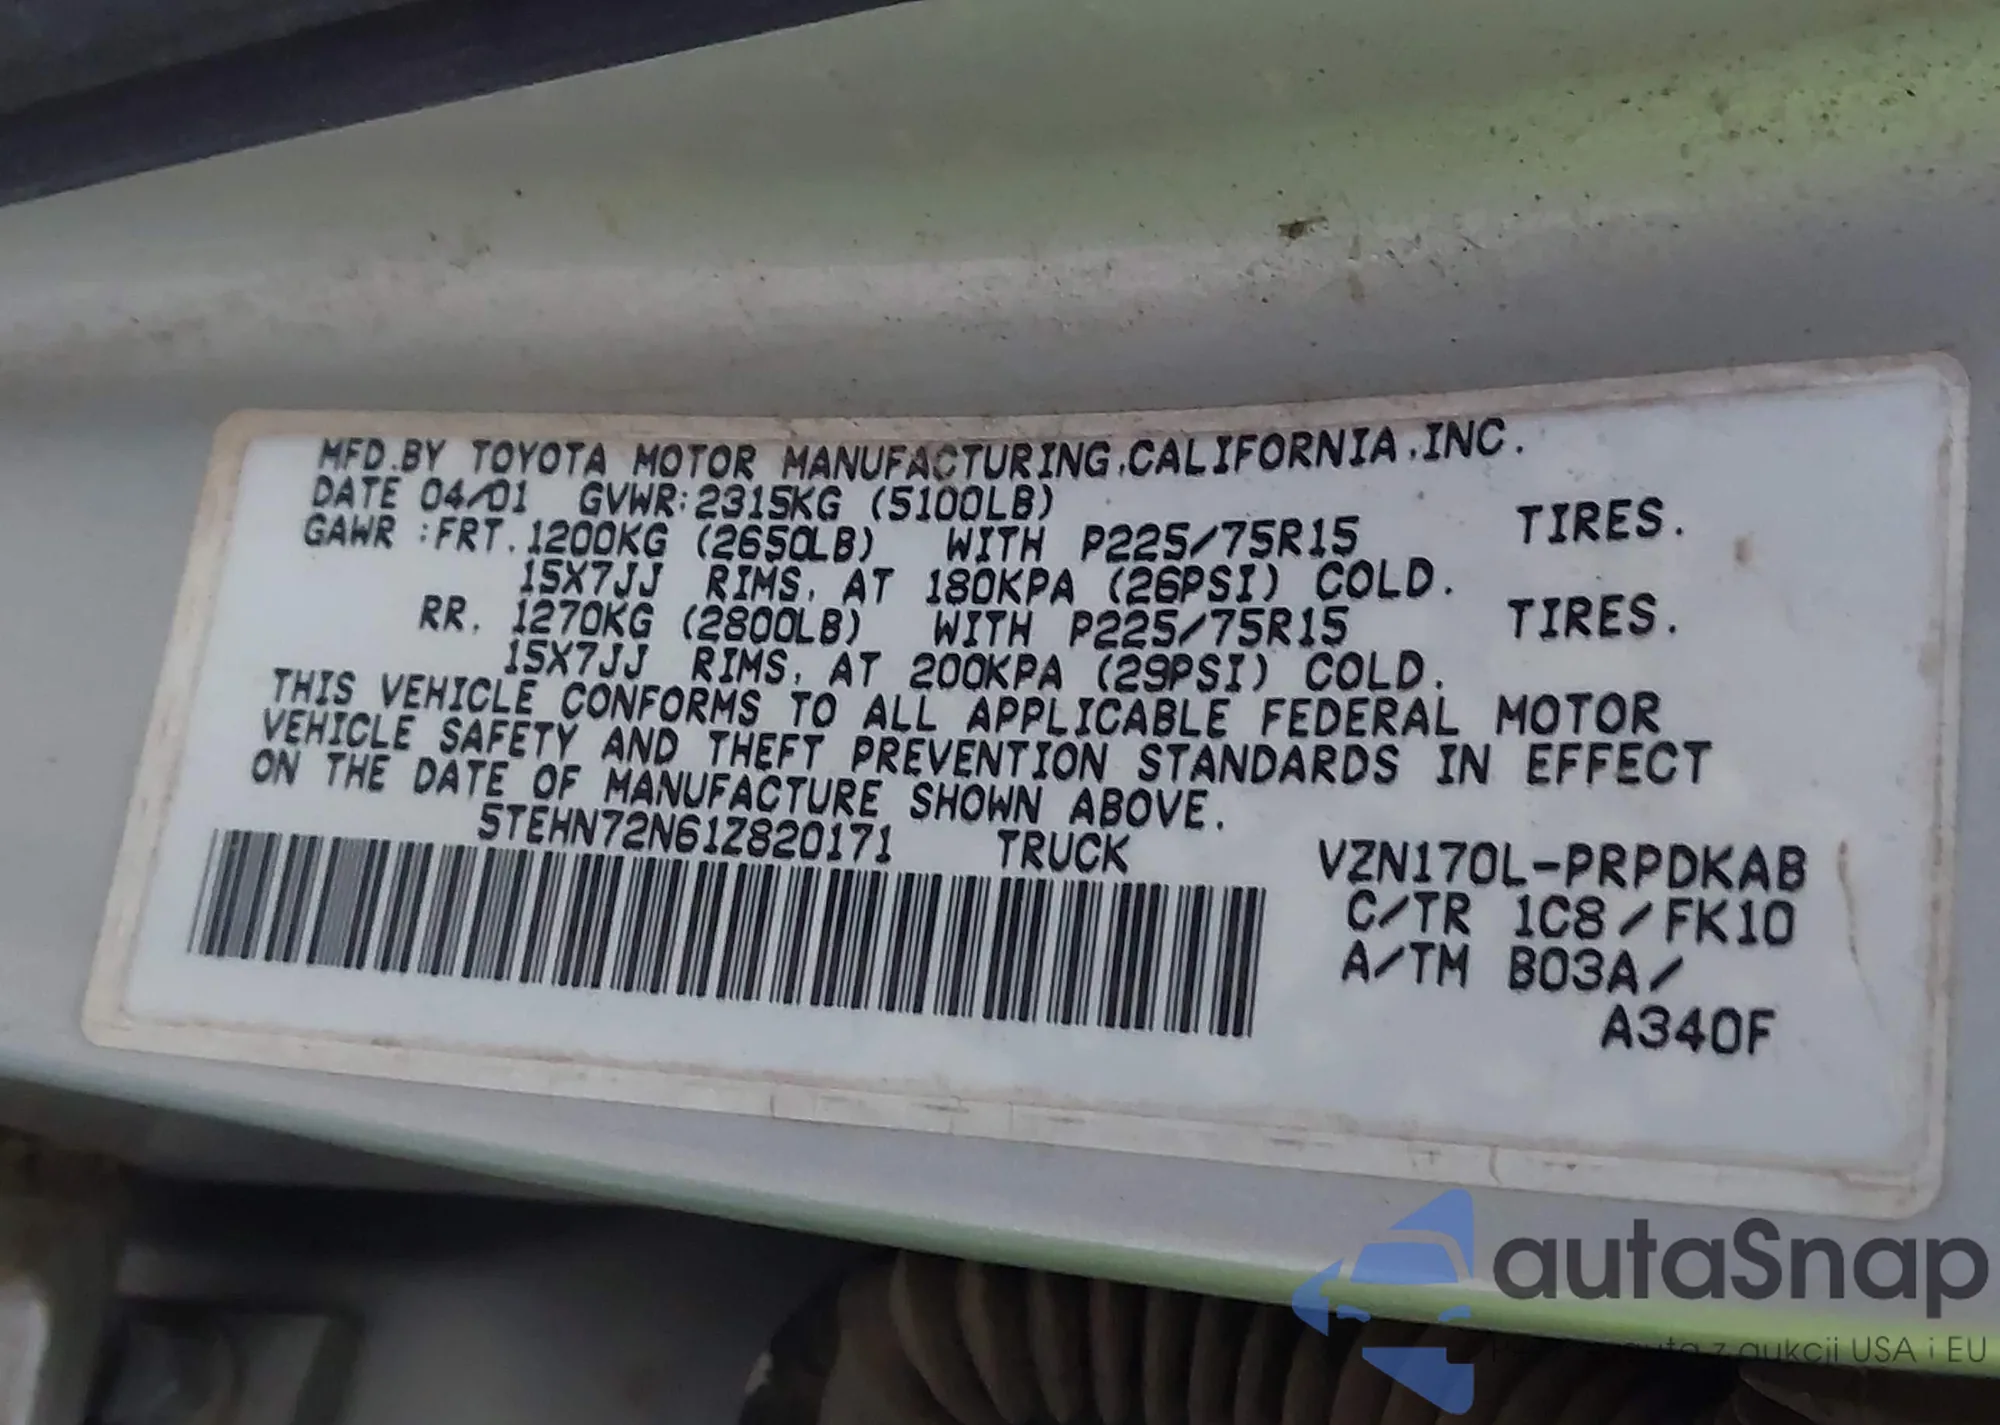 MFD.BY TOYOTA MOTOR MANUFACTURING,CALIFORNIA,INC.
DATE 04/01 GVWR:2315KG (5100LB)
GAWR :FRT. 1200KG (2650LB) WITH P225/75R15 TIRES.
15X7JJ RIMS, AT 180KPA (26PSI) COLD.
RR. 1270KG (2800LB) WITH P225/75R15 TIRES.
15X7JJ RIMS, AT 200KPA (29PSI) COLD.
THIS VEHICLE CONFORMS TO ALL APPLICABLE FEDERAL MOTOR
VEHICLE SAFETY AND THEFT PREVENTION STANDARDS IN EFFECT
ON THE DATE OF MANUFACTURE SHOWN ABOVE.
5TEHN72N61Z820171 TRUCK VZN170L-PRPDKAB
C/TR 1C8/FK10
A/TM B03A/
A340F
autaSnap
z aukcji USA i EU